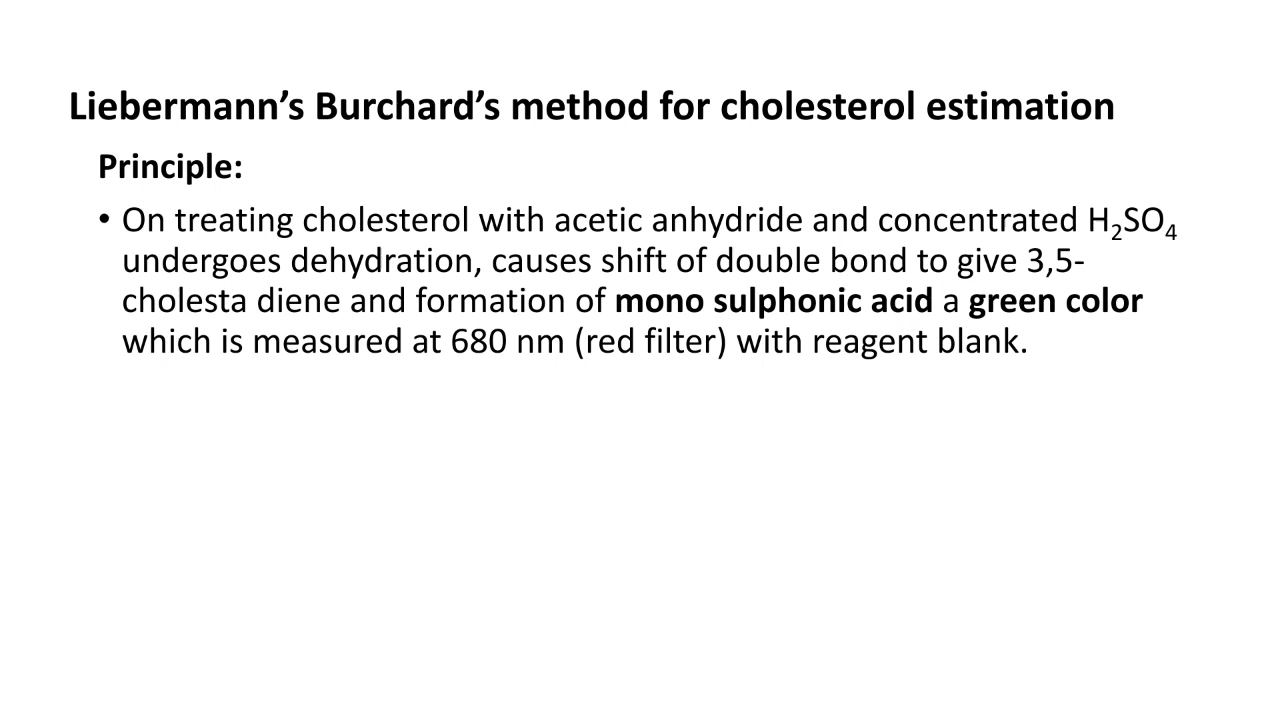 Liebermann’s Burchard’s method for cholesterol estimation
Principle:
• On treating cholesterol with acetic anhydride and concentrated H₂SO₄
undergoes dehydration, causes shift of double bond to give 3,5-
cholesta diene and formation of mono sulphonic acid a green color
which is measured at 680 nm (red filter) with reagent blank.